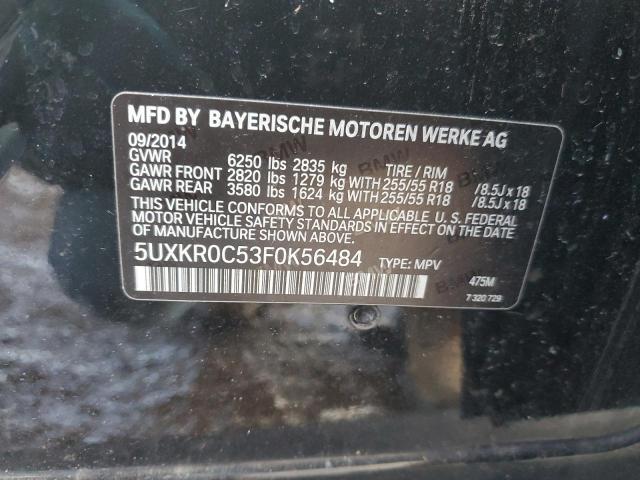 MFD BY BAYERISCHE MOTOREN WERKE AG
09/2014
GVWR 6250 lbs 2835 kg TIRE / RIM
GAWR FRONT 2820 lbs 1279 kg WITH 255/55 R18 /8.5J x 18
GAWR REAR 3580 lbs 1624 kg WITH 255/55 R18 /8.5J x 18
THIS VEHICLE CONFORMS TO ALL APPLICABLE U. S. FEDERAL
MOTOR VEHICLE SAFETY STANDARDS IN EFFECT ON THE DATE
OF MANUFACTURE SHOWN ABOVE.
5UXKR0C53F0K56484 TYPE: MPV
475M
7 320 729